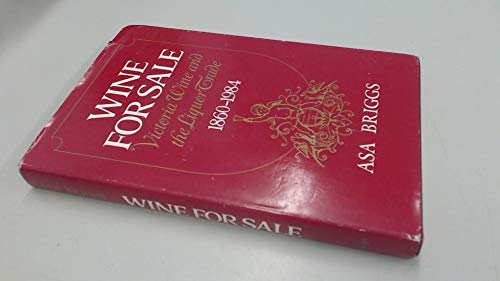 WINE
FOR SALE
Victoria Wine and
the Liquor Trade
1860-1984
ASA BRIGGS
WINE FOR SALE